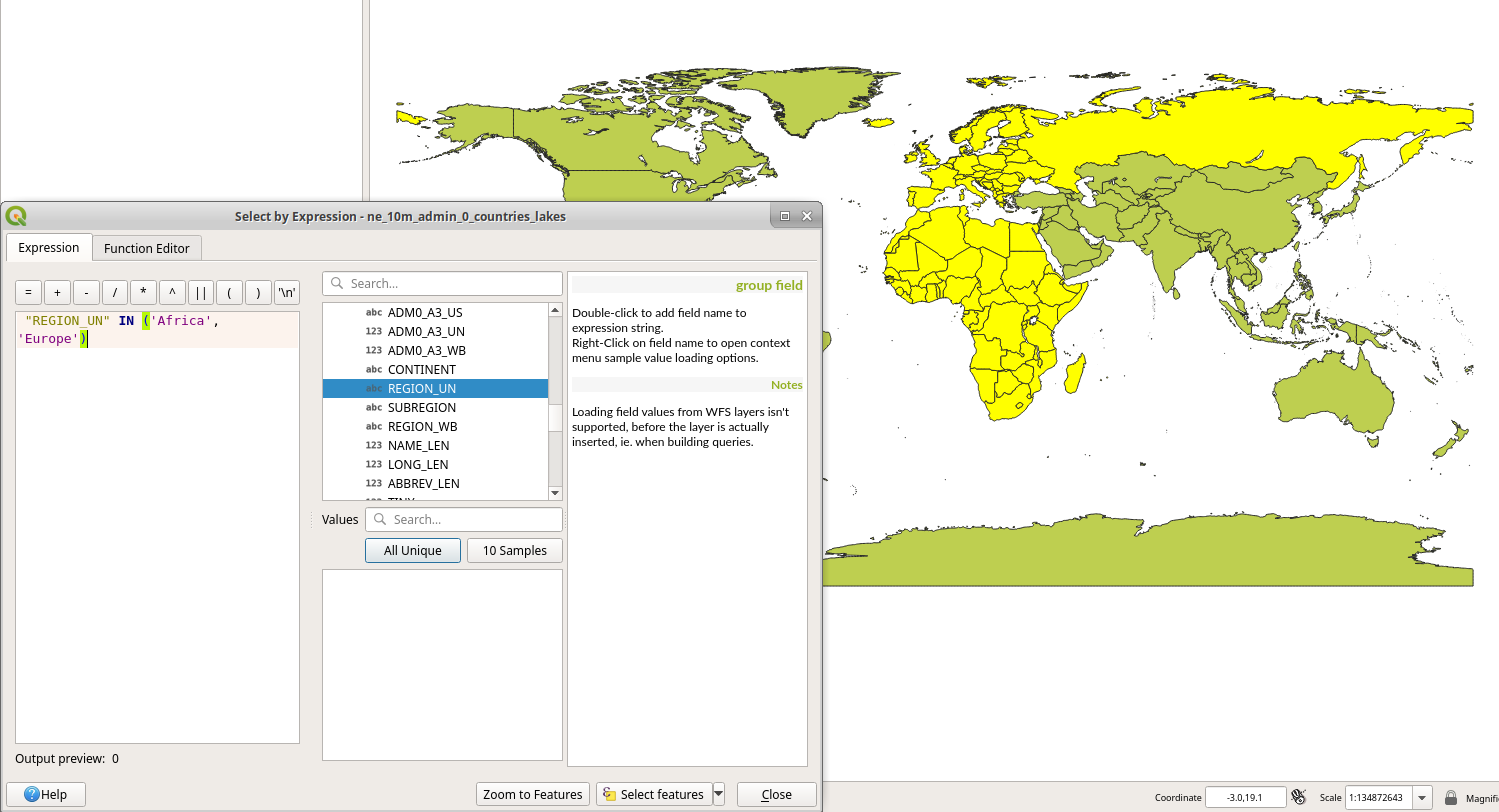 Select by Expression - ne_10m_admin_0_countries_lakes
Expression
Function Editor
= + - / * ^ || ( ) '\n'
"REGION_UN" IN ('Africa',
'Europe')
Output preview: 0
Search...
abc ADM0_A3_US
123 ADM0_A3_UN
123 ADM0_A3_WB
abc CONTINENT
abc REGION_UN
abc SUBREGION
abc REGION_WB
123 NAME_LEN
123 LONG_LEN
123 ABBREV_LEN
Values
Search...
All Unique
10 Samples
group field
Double-click to add field name to
expression string.
Right-Click on field name to open context
menu sample value loading options.
Notes
Loading field values from WFS layers isn't
supported, before the layer is actually
inserted, ie. when building queries.
Help
Zoom to Features
Select features
Close
Coordinate -3.0,19.1
Scale 1:134872643
Magnifi